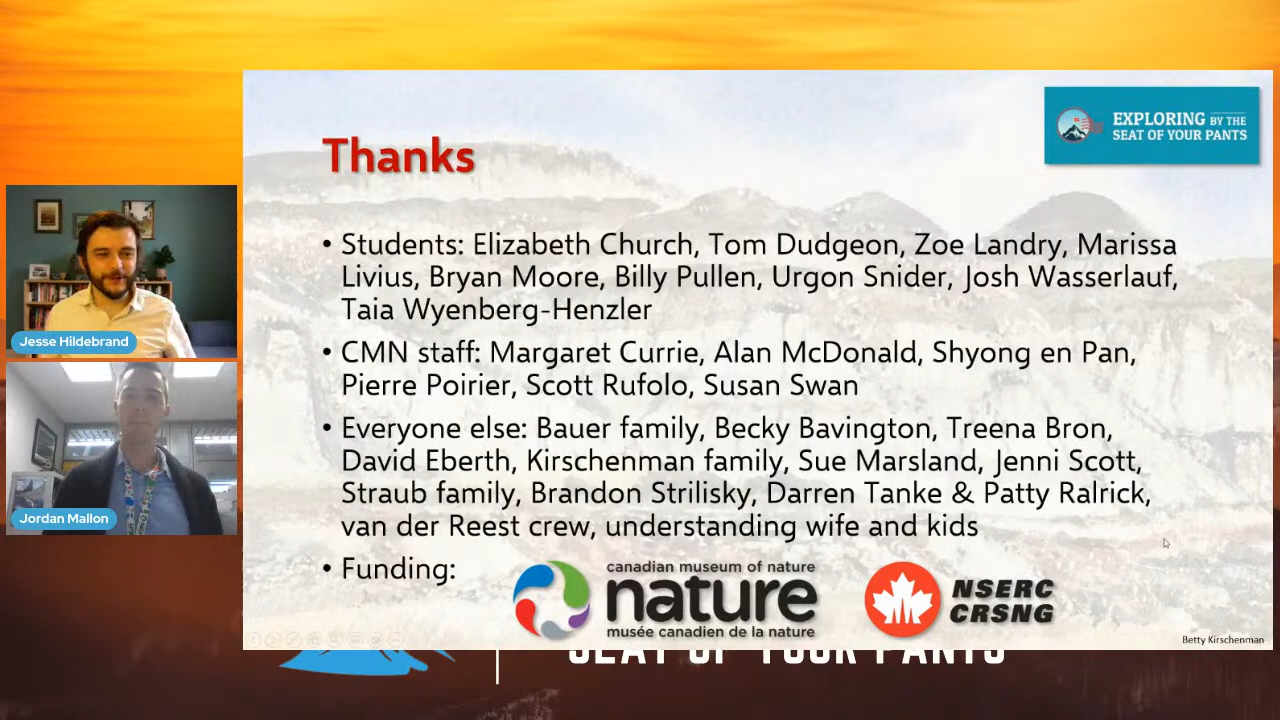 EXPLORING BY THE
SEAT OF YOUR PANTS
Thanks
• Students: Elizabeth Church, Tom Dudgeon, Zoe Landry, Marissa
Livius, Bryan Moore, Billy Pullen, Urgon Snider, Josh Wasserlauf,
Taia Wyenberg-Henzler
• CMN staff: Margaret Currie, Alan McDonald, Shyong en Pan,
Pierre Poirier, Scott Rufolo, Susan Swan
• Everyone else: Bauer family, Becky Bavington, Treena Bron,
David Eberth, Kirschenman family, Sue Marsland, Jenni Scott,
Straub family, Brandon Strilisky, Darren Tanke & Patty Ralrick,
van der Reest crew, understanding wife and kids
• Funding:
canadian museum of nature
nature
musée canadien de la nature
NSERC
CRSNG
Betty Kirschenman
Jesse Hildebrand
Jordan Mallon
SEAT OF YOUR PANTS